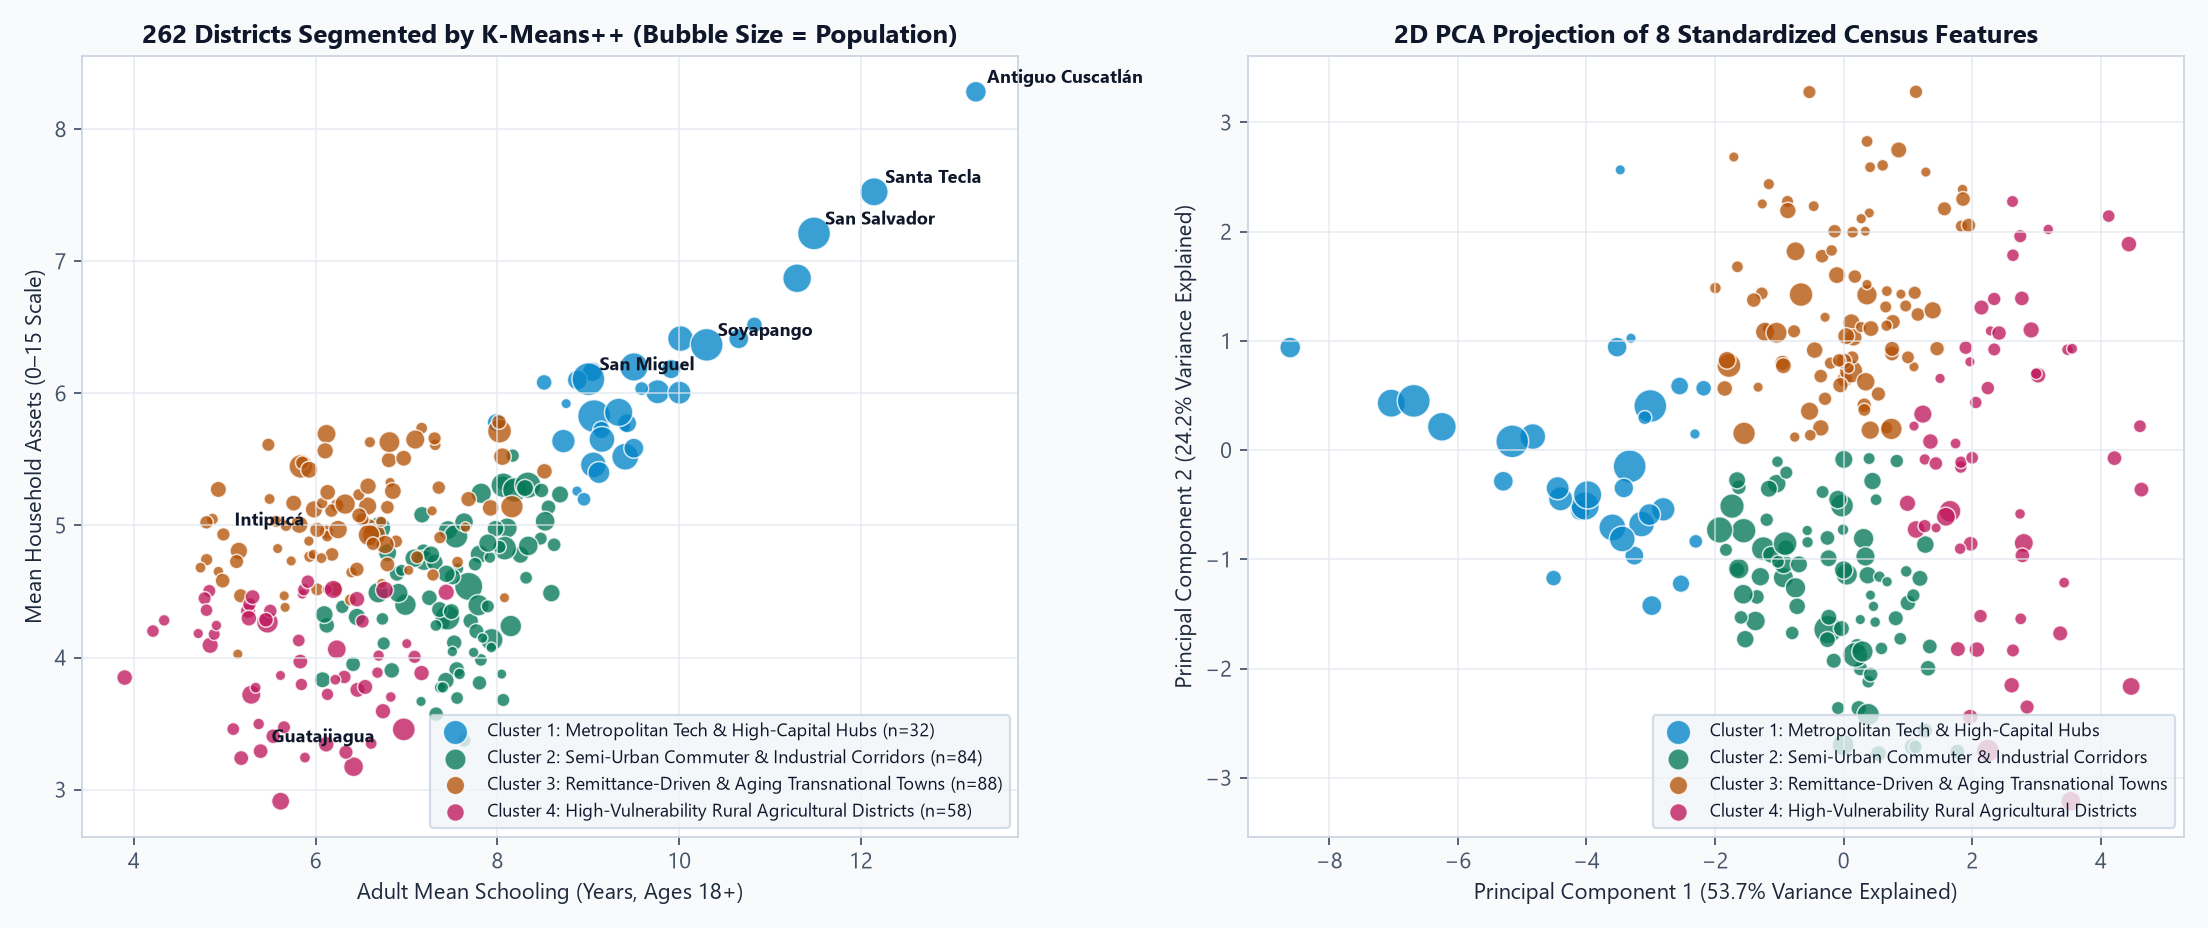 262 Districts Segmented by K-Means++ (Bubble Size = Population)
Mean Household Assets (0–15 Scale)
8
7
6
5
4
3
Antiguo Cuscatlán
Santa Tecla
San Salvador
Soyapango
San Miguel
Intipucá
Guatajiagua
Cluster 1: Metropolitan Tech & High-Capital Hubs (n=32)
Cluster 2: Semi-Urban Commuter & Industrial Corridors (n=84)
Cluster 3: Remittance-Driven & Aging Transnational Towns (n=88)
Cluster 4: High-Vulnerability Rural Agricultural Districts (n=58)
4 6 8 10 12
Adult Mean Schooling (Years, Ages 18+)
2D PCA Projection of 8 Standardized Census Features
Principal Component 2 (24.2% Variance Explained)
3
2
1
0
−1
−2
−3
Cluster 1: Metropolitan Tech & High-Capital Hubs
Cluster 2: Semi-Urban Commuter & Industrial Corridors
Cluster 3: Remittance-Driven & Aging Transnational Towns
Cluster 4: High-Vulnerability Rural Agricultural Districts
−8 −6 −4 −2 0 2 4
Principal Component 1 (53.7% Variance Explained)